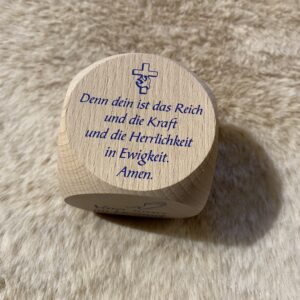 Denn dein ist das Reich
und die Kraft
und die Herrlichkeit
in Ewigkeit.
Amen.